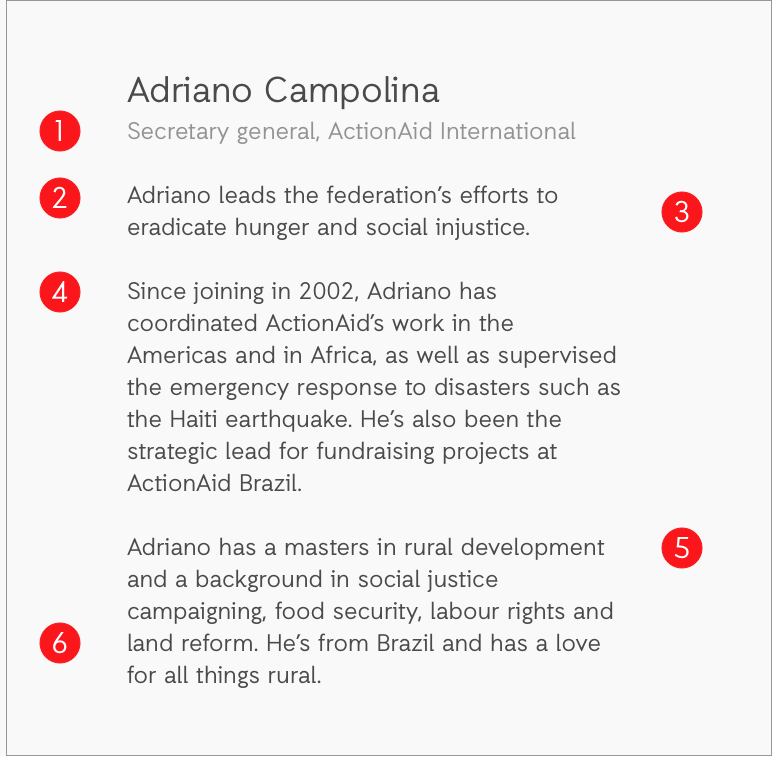 Adriano Campolina
1 Secretary general, ActionAid International
2 Adriano leads the federation’s efforts to
3
eradicate hunger and social injustice.
4 Since joining in 2002, Adriano has
coordinated ActionAid’s work in the
Americas and in Africa, as well as supervised
the emergency response to disasters such as
the Haiti earthquake. He’s also been the
strategic lead for fundraising projects at
ActionAid Brazil.
Adriano has a masters in rural development 5
and a background in social justice
campaigning, food security, labour rights and
6 land reform. He’s from Brazil and has a love
for all things rural.